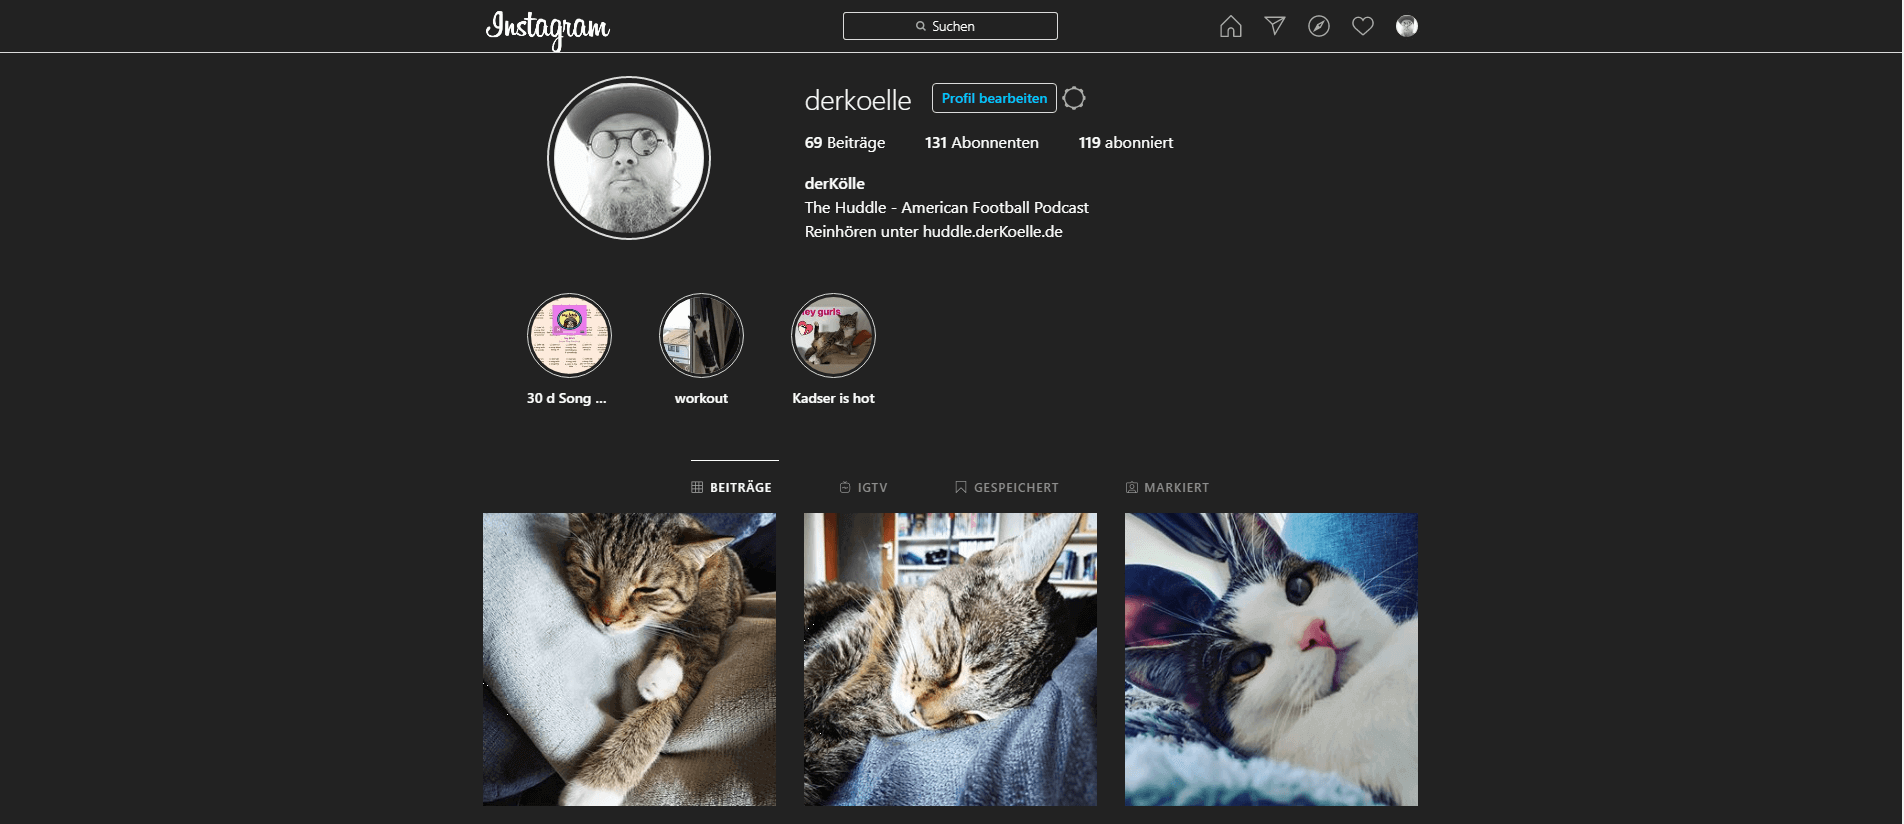 Instagram
Suchen
derkoelle
Profil bearbeiten
69 Beiträge
131 Abonnenten
119 abonniert
derKölle
The Huddle - American Football Podcast
Reinhören unter huddle.derKoelle.de
ey gurls
30 d Song ...
workout
Kadser is hot
BEITRÄGE
IGTV
GESPEICHERT
MARKIERT